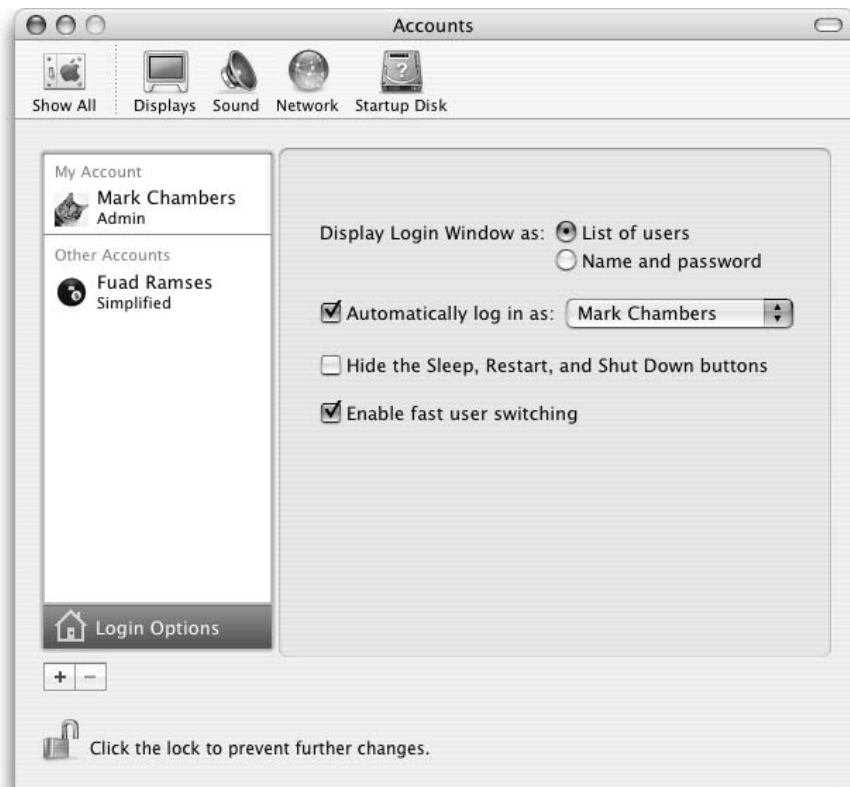 Accounts
Show All
Displays
Sound
Network
Startup Disk
My Account
Mark Chambers
Admin
Other Accounts
Fuad Ramses
Simplified
Login Options
Display Login Window as: List of users
Name and password
Automatically log in as: Mark Chambers
Hide the Sleep, Restart, and Shut Down buttons
Enable fast user switching
Click the lock to prevent further changes.